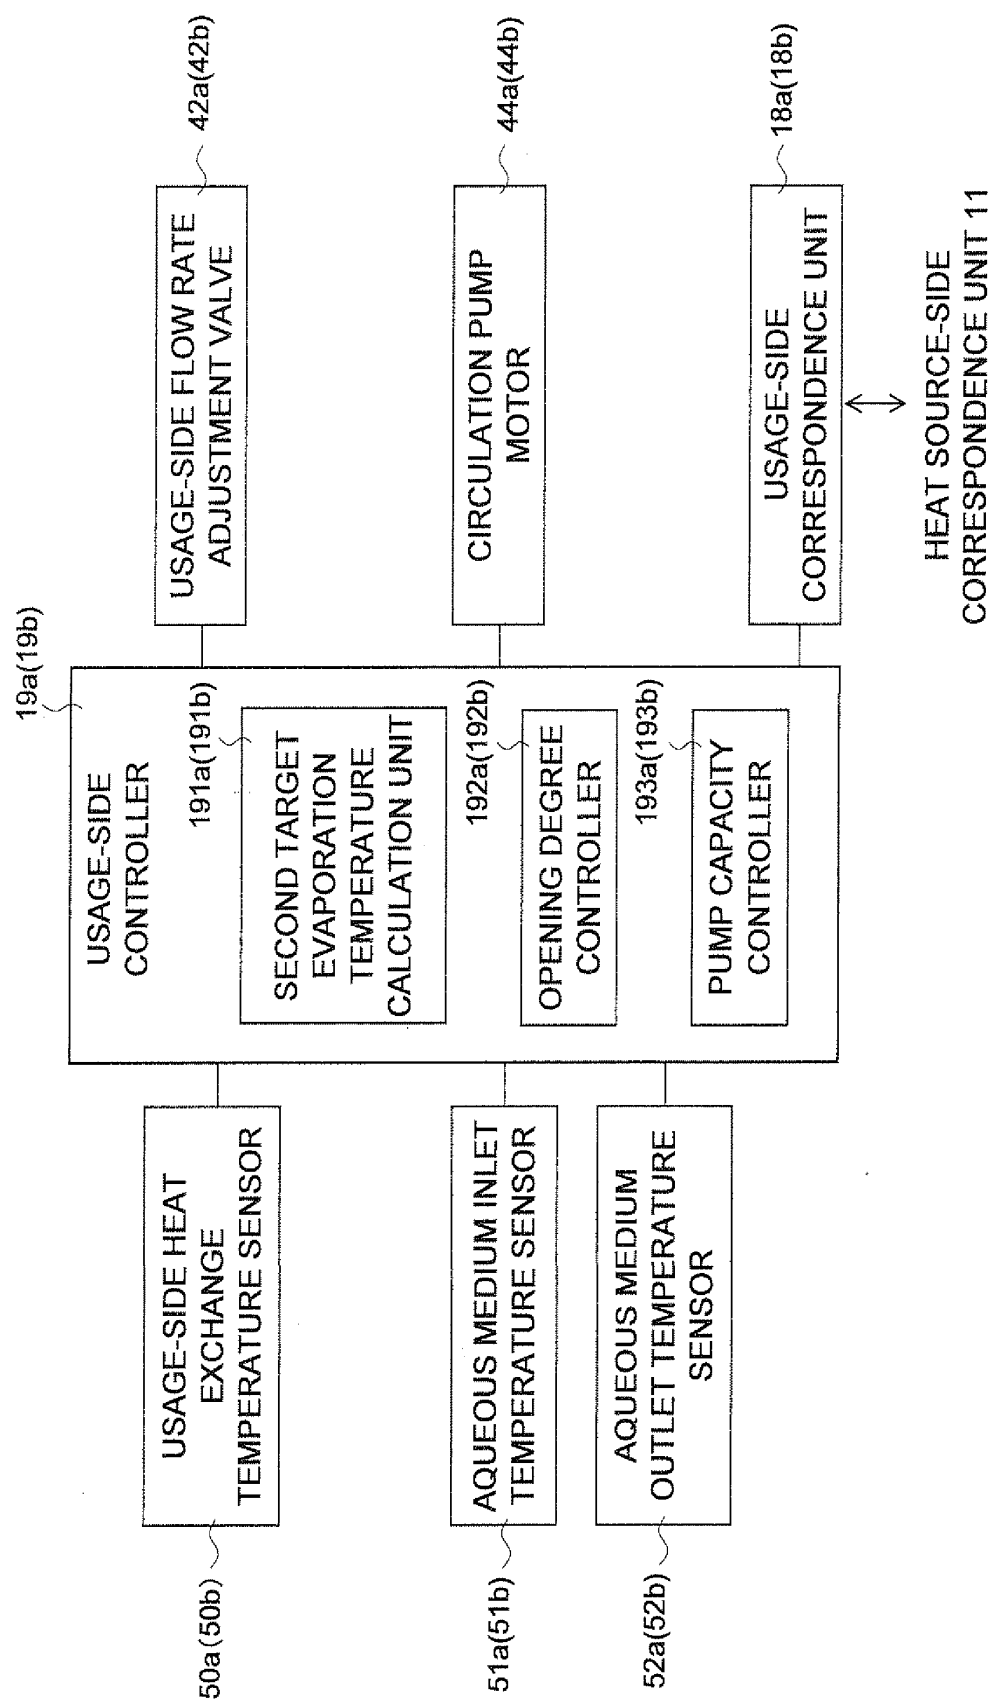 19a(19b)
USAGE-SIDE
CONTROLLER
50a(50b)
USAGE-SIDE HEAT
EXCHANGE
TEMPERATURE SENSOR
51a(51b)
AQUEOUS MEDIUM INLET
TEMPERATURE SENSOR
52a(52b)
AQUEOUS MEDIUM
OUTLET TEMPERATURE
SENSOR
191a(191b)
SECOND TARGET
EVAPORATION
TEMPERATURE
CALCULATION UNIT
192a(192b)
OPENING DEGREE
CONTROLLER
193a(193b)
PUMP CAPACITY
CONTROLLER
USAGE-SIDE FLOW RATE
ADJUSTMENT VALVE
42a(42b)
CIRCULATION PUMP
MOTOR
44a(44b)
USAGE-SIDE
CORRESPONDENCE UNIT
18a(18b)
HEAT SOURCE-SIDE
CORRESPONDENCE UNIT 11